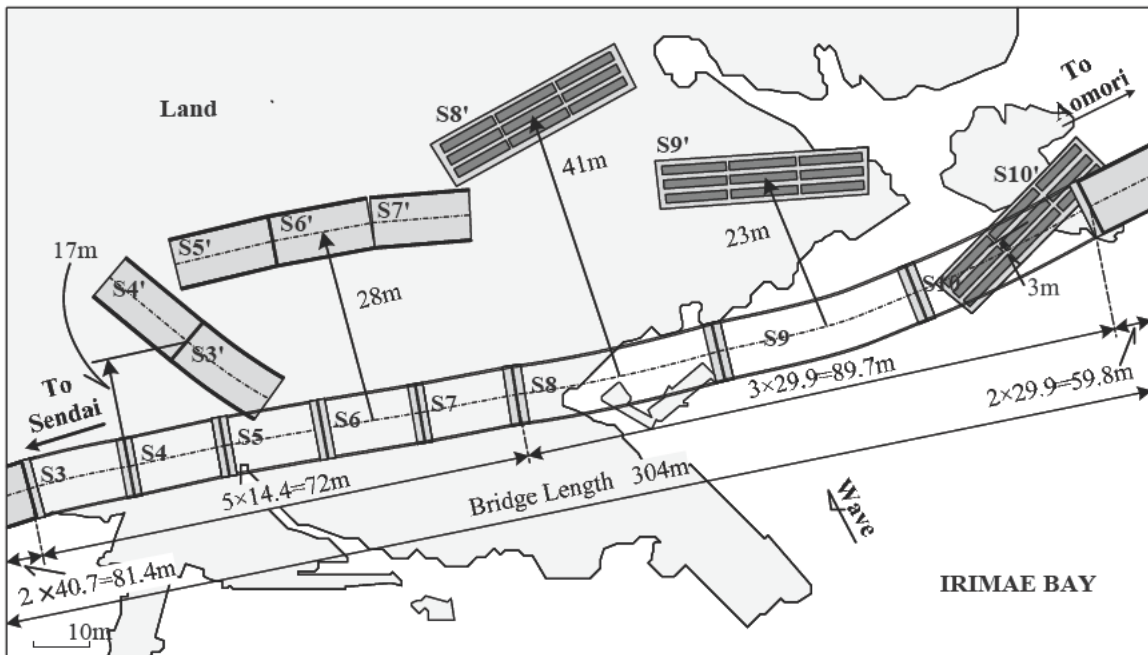 To
Aomori
Land
S8'
S9'
S10'
41m
S5'
S6'
S7'
17m
23m
28m
S4'
S10
3m
S3'
To
Sendai
S9
S8
3×29.9=89.7m
S7
S6
S5
2×29.9=59.8m
S4
S3
5×14.4=72m
Bridge Length 304m
Wave
2 ×40.7=81.4m
IRIMAE BAY
10m